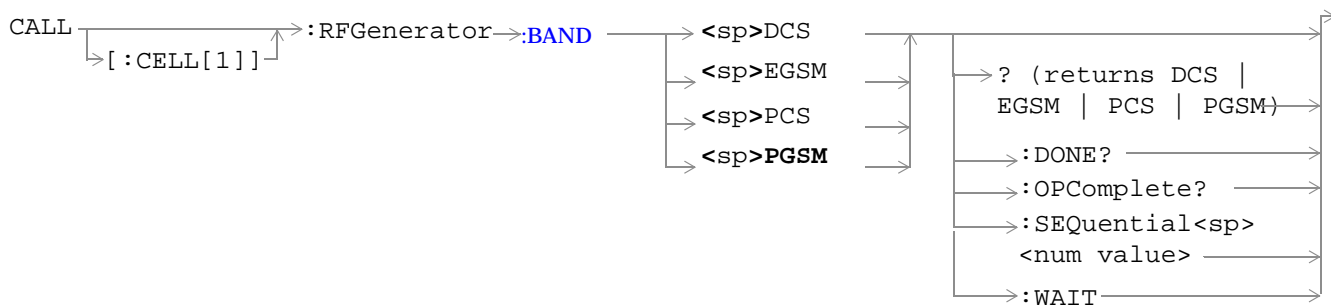 CALL
[:CELL[1]]
:RFGenerator
:BAND
<sp>DCS
<sp>EGSM
<sp>PCS
<sp>PGSM
? (returns DCS |
EGSM | PCS | PGSM)
:DONE?
:OPComplete?
:SEQuential<sp>
<num value>
:WAIT